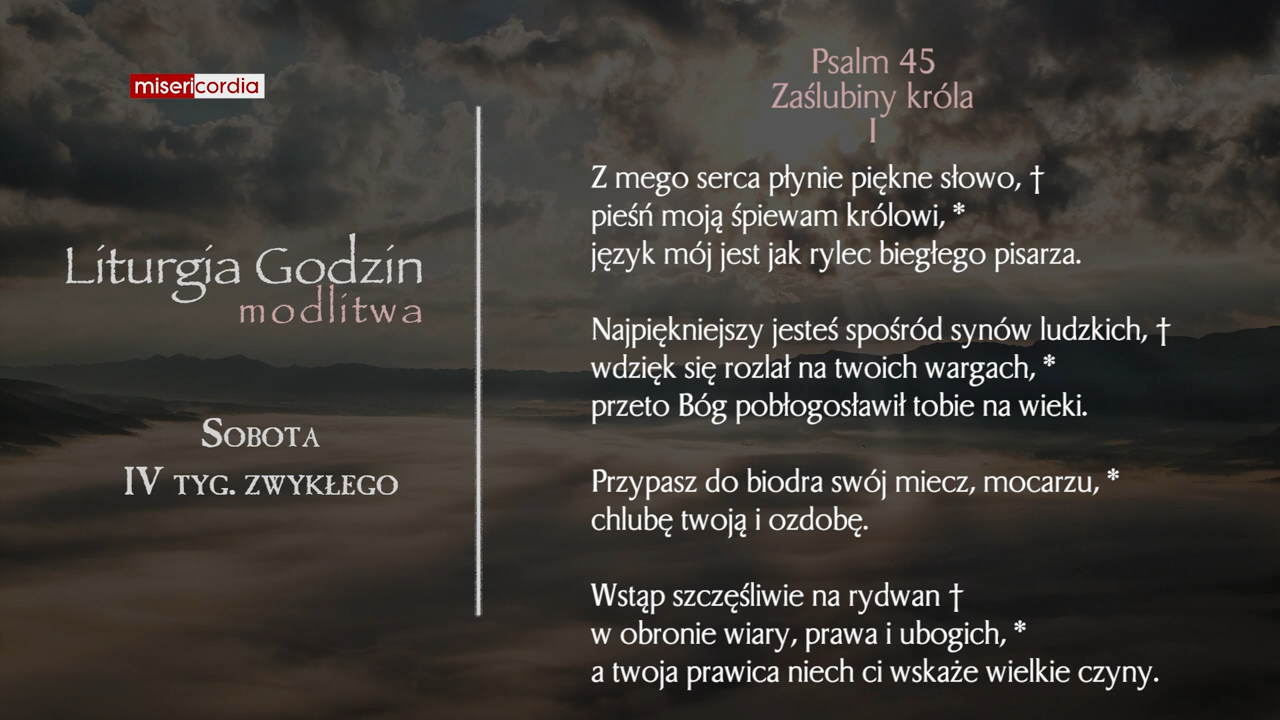 misericordia
Liturgia Godzin
modlitwa
Sobota
IV tyg. zwykłego
Psalm 45
Zaślubiny króla
I
Z mego serca płynie piękne słowo, †
pieśń moją śpiewam królowi, *
język mój jest jak rylec biegłego pisarza.
Najpiękniejszy jesteś spośród synów ludzkich, †
wdzięk się rozlał na twoich wargach, *
przeto Bóg pobłogosławił tobie na wieki.
Przypasz do biodra swój miecz, mocarzu, *
chlubę twoją i ozdobę.
Wstąp szczęśliwie na rydwan †
w obronie wiary, prawa i ubogich, *
a twoja prawica niech ci wskaże wielkie czyny.